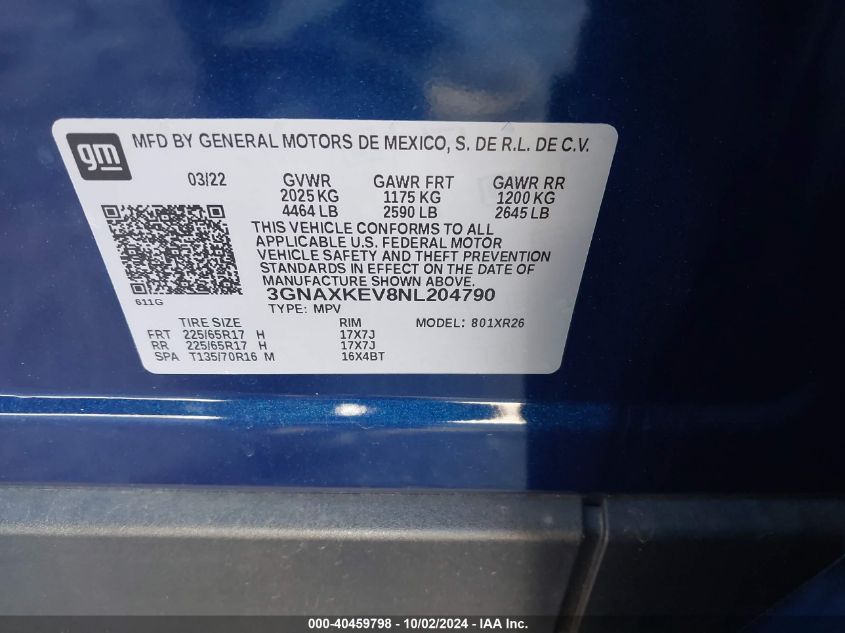 gm MFD BY GENERAL MOTORS DE MEXICO, S. DE R.L. DE C.V.
03/22 GVWR GAWR FRT GAWR RR
2025 KG 1175 KG 1200 KG
4464 LB 2590 LB 2645 LB
THIS VEHICLE CONFORMS TO ALL
APPLICABLE U.S. FEDERAL MOTOR
VEHICLE SAFETY AND THEFT PREVENTION
STANDARDS IN EFFECT ON THE DATE OF
MANUFACTURE SHOWN ABOVE.
611G 3GNAXKEV8NL204790
TYPE: MPV
TIRE SIZE RIM MODEL: 801XR26
FRT 225/65R17 H 17X7J
RR 225/65R17 H 17X7J
SPA T135/70R16 M 16X4BT
000-40459798 - 10/02/2024 - IAAI.com Copyright IAA, Inc.